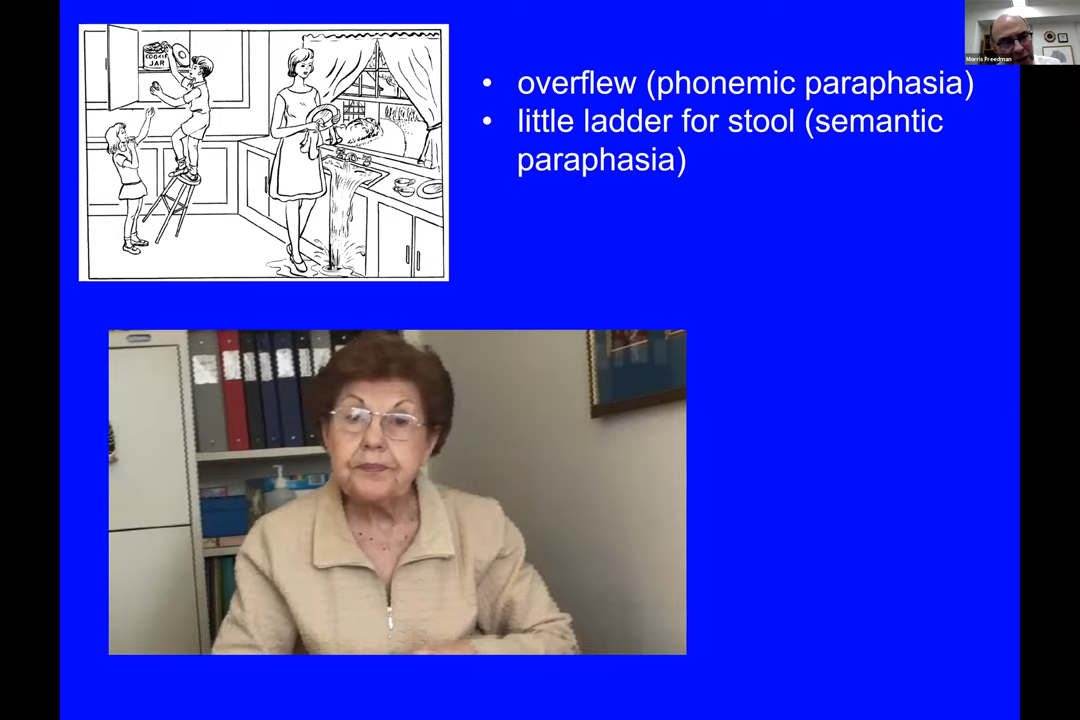 COOKIE
JAR
• overflew (phonemic paraphasia)
• little ladder for stool (semantic
paraphasia)
Morris Freedman